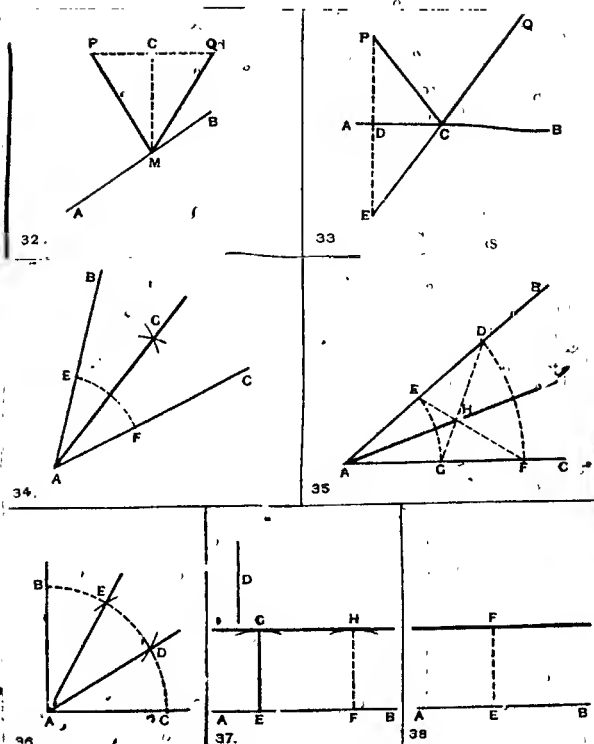 P C Q
B
M
A
32.
P Q
A D C B
E
33
B
G
E C
F
A
34.
B
D
E
H
A G F C
35
B E
D
A C
36
D
G H
A E F B
37.
F
A E B
38